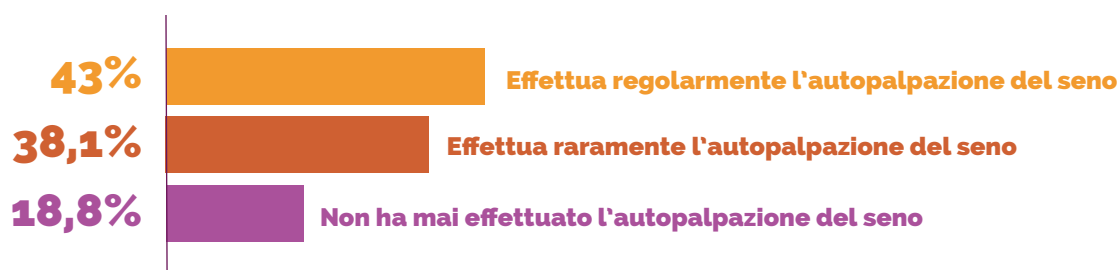 43% Effettua regolarmente l'autopalpazione del seno
38,1% Effettua raramente l'autopalpazione del seno
18,8% Non ha mai effettuato l'autopalpazione del seno